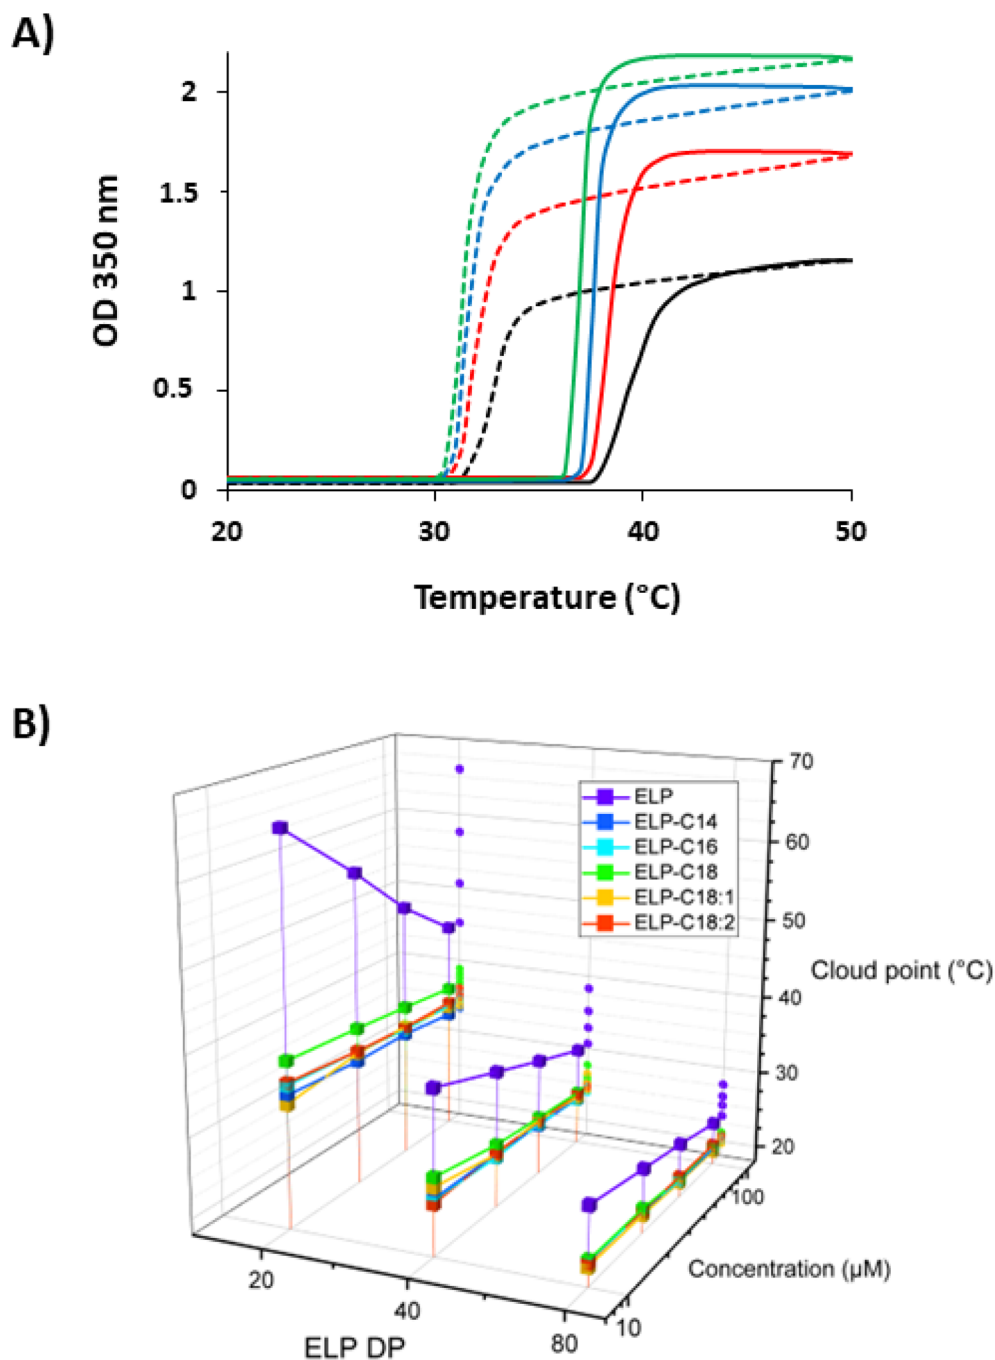 A)
2
1.5
1
0.5
0
OD 350 nm
20 30 40 50
Temperature (°C)
B)
70
60
50
40
30
20
Cloud point (°C)
ELP
ELP-C14
ELP-C16
ELP-C18
ELP-C18:1
ELP-C18:2
100
10
Concentration (µM)
20 40 80
ELP DP